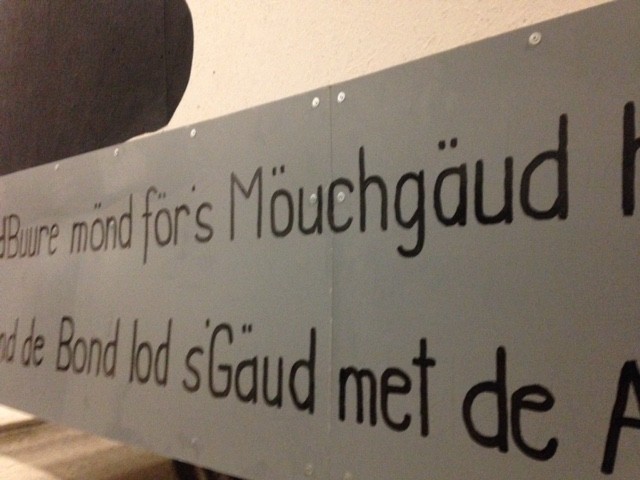 dBuure mönd för's Möuchgäud
de Bond lod s'Gäud met de